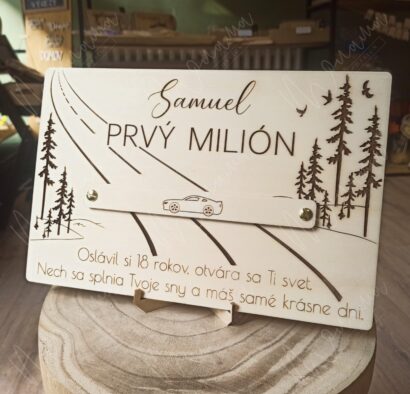 Samuel
PRVÝ MILIÓN
Oslávil si 18 rokov, otvára sa Ti svet.
Nech sa splnia Tvoje sny a máš samé krásne dni.